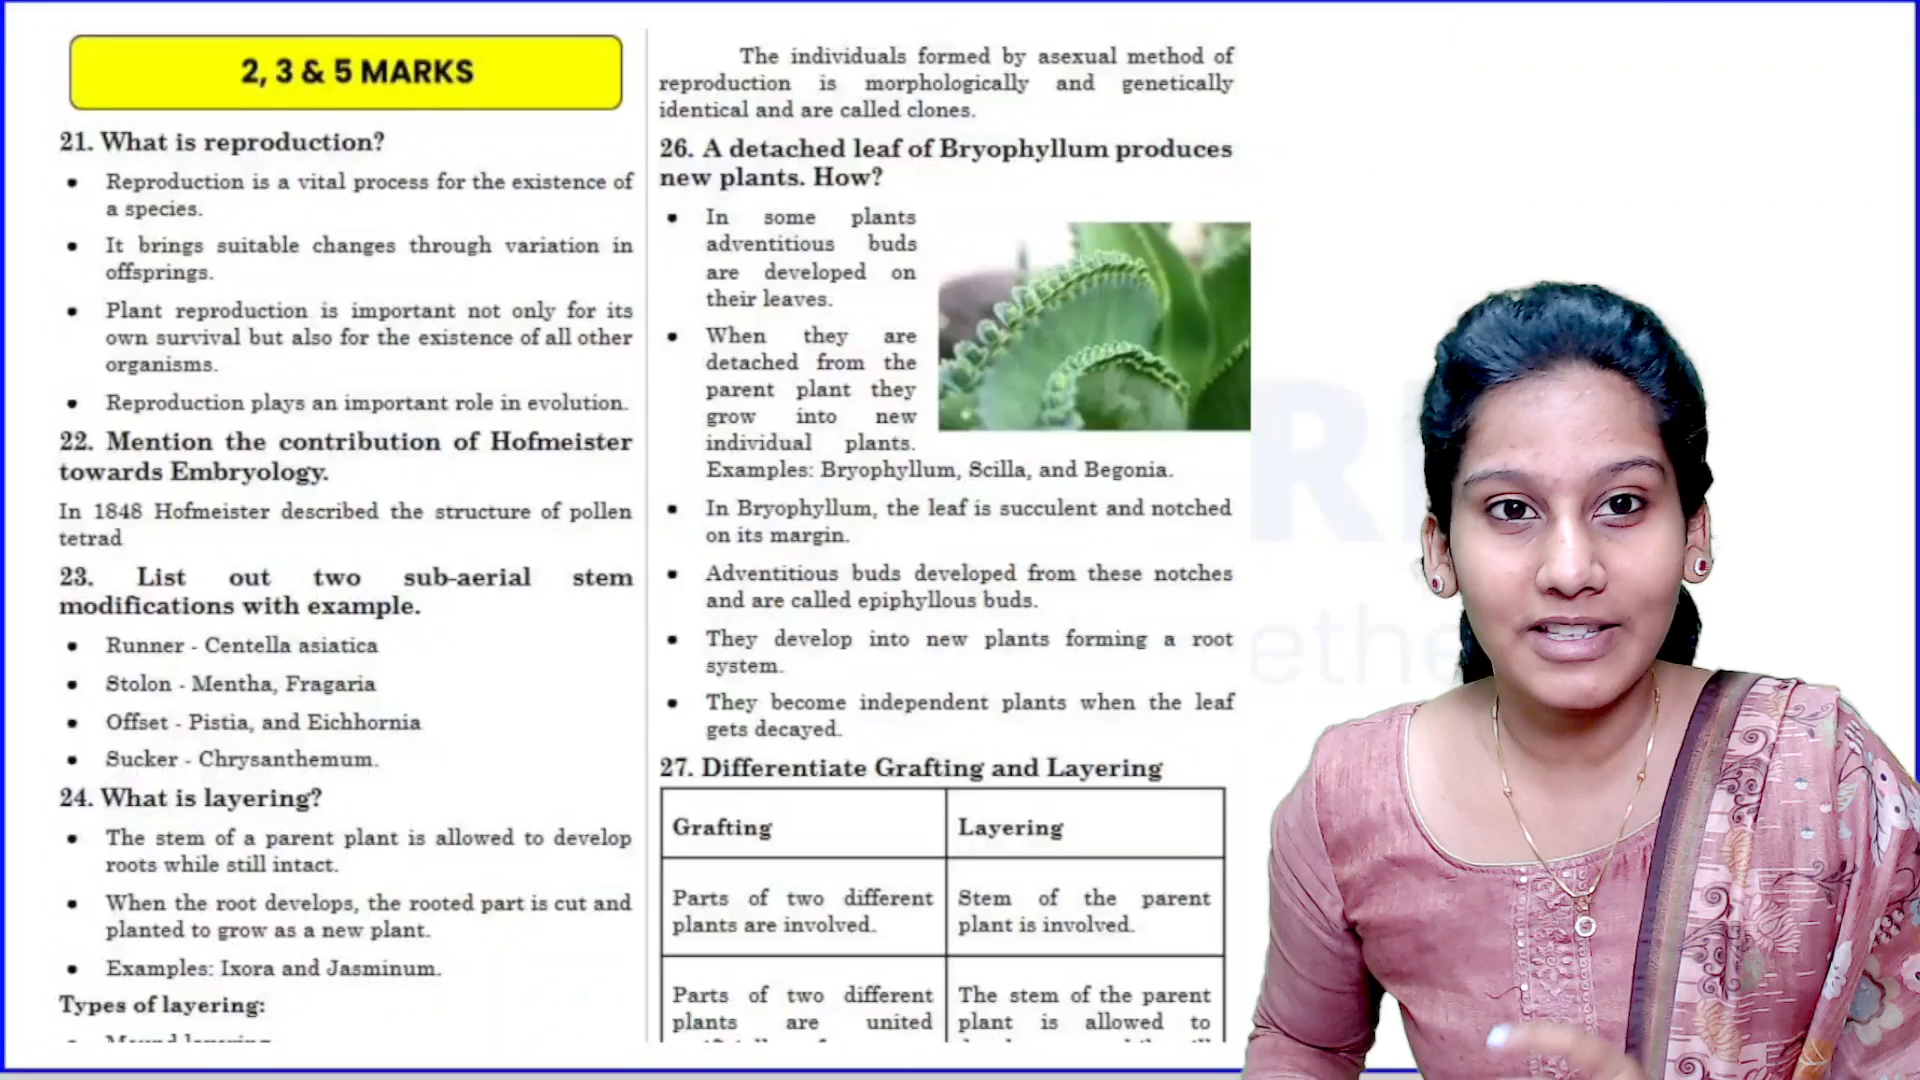 2, 3 & 5 MARKS
21. What is reproduction?
• Reproduction is a vital process for the existence of
a species.
• It brings suitable changes through variation in
offsprings.
• Plant reproduction is important not only for its
own survival but also for the existence of all other
organisms.
• Reproduction plays an important role in evolution.
22. Mention the contribution of Hofmeister
towards Embryology.
In 1848 Hofmeister described the structure of pollen
tetrad
23. List out two sub-aerial stem
modifications with example.
• Runner - Centella asiatica
• Stolon - Mentha, Fragaria
• Offset - Pistia, and Eichhornia
• Sucker - Chrysanthemum.
24. What is layering?
• The stem of a parent plant is allowed to develop
roots while still intact.
• When the root develops, the rooted part is cut and
planted to grow as a new plant.
• Examples: Ixora and Jasminum.
Types of layering:
The individuals formed by asexual method of
reproduction is morphologically and genetically
identical and are called clones.
26. A detached leaf of Bryophyllum produces
new plants. How?
• In some plants
adventitious buds
are developed on
their leaves.
• When they are
detached from the
parent plant they
grow into new
individual plants.
Examples: Bryophyllum, Scilla, and Begonia.
• In Bryophyllum, the leaf is succulent and notched
on its margin.
• Adventitious buds developed from these notches
and are called epiphyllous buds.
• They develop into new plants forming a root
system.
• They become independent plants when the leaf
gets decayed.
27. Differentiate Grafting and Layering
Grafting
Layering
Parts of two different
plants are involved.
Stem of the parent
plant is involved.
Parts of two different
plants are united
The stem of the parent
plant is allowed to